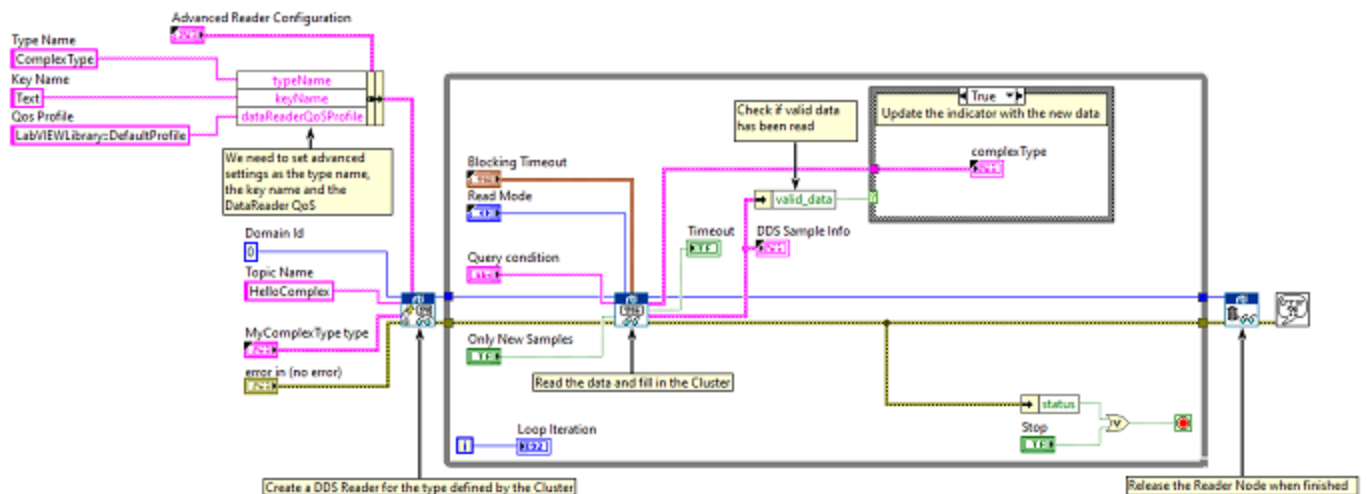 Advanced Reader Configuration
Type Name
ComplexType
Key Name
Text
Qos Profile
LabVIEWLibrary::DefaultProfile
typeName
keyName
dataReaderQoSProfile
We need to set advanced
settings as the type name,
the key name and the
DataReader QoS
Domain Id
0
Topic Name
HelloComplex
MyComplexType type
error in (no error)
Create a DDS Reader for the type defined by the Cluster
Blocking Timeout
Read Mode
Query condition
Only New Samples
TF
Read the data and fill in the Cluster
Loop Iteration
i
Timeout
TF
DDS Sample Info
Check if valid data
has been read
valid_data
True
Update the indicator with the new data
complexType
?
status
Stop
TF
Release the Reader Node when finished